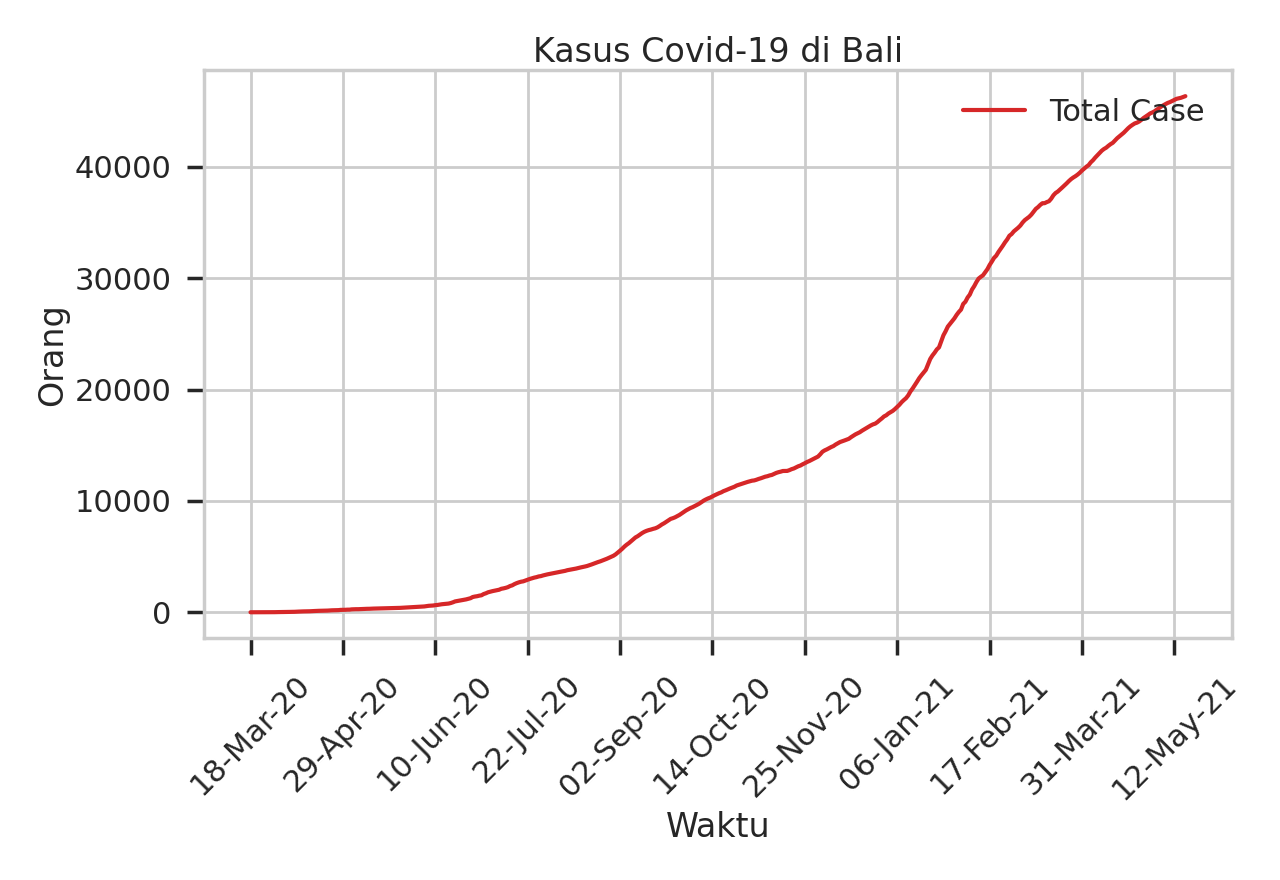 Kasus Covid-19 di Bali
Total Case
Orang
40000
30000
20000
10000
0
18-Mar-20
29-Apr-20
10-Jun-20
22-Jul-20
02-Sep-20
14-Oct-20
25-Nov-20
06-Jan-21
17-Feb-21
31-Mar-21
12-May-21
Waktu